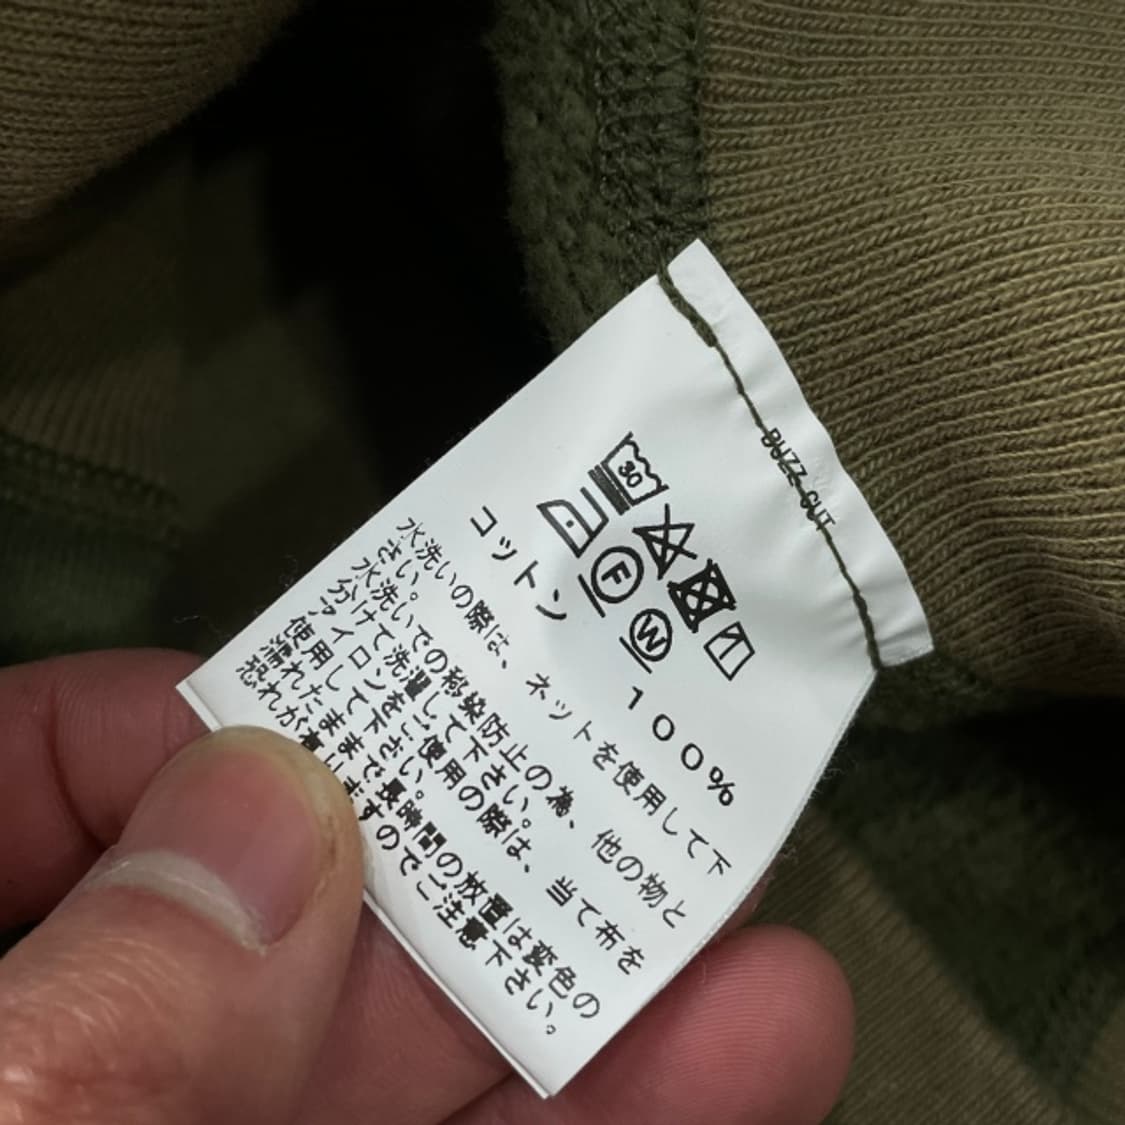 BUZZ CUT
30
F
W
コットン 100%
水洗いの際は、ネットを使用して下
さい。
水洗いでの移染防止の為、他の物と
分けて洗濯して下さい。
アイロンをご使用の際は、当て布を
使用して下さい。
濡れたままで長時間の放置は変色の
恐れが有りますのでご注意下さい。